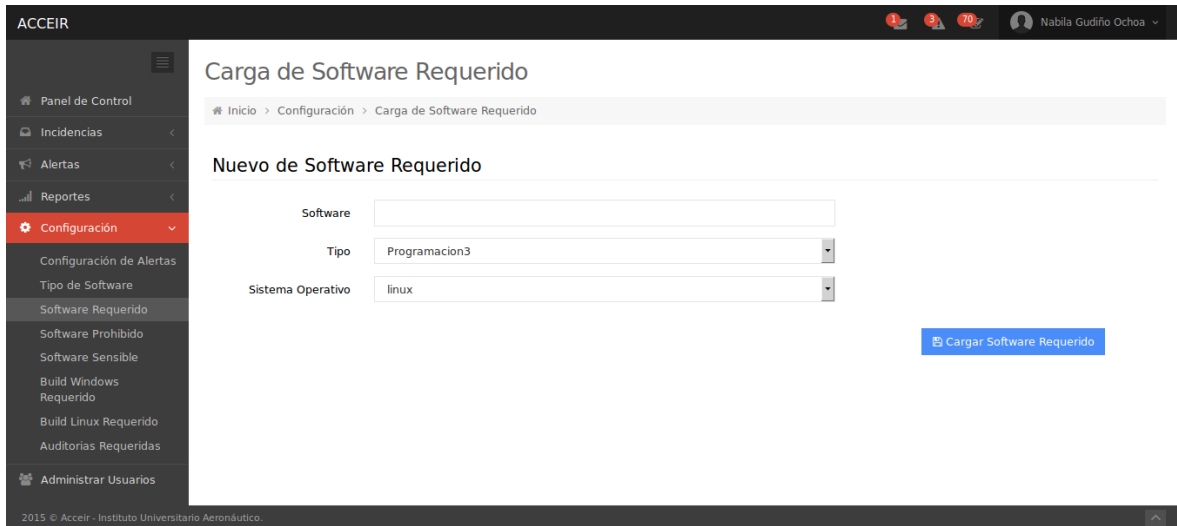 ACCEIR
1
3
70
Nabila Gudiño Ochoa
Panel de Control
Incidencias
Alertas
Reportes
Configuración
Configuración de Alertas
Tipo de Software
Software Requerido
Software Prohibido
Software Sensible
Build Windows
Requerido
Build Linux Requerido
Auditorias Requeridas
Administrar Usuarios
Carga de Software Requerido
Inicio > Configuración > Carga de Software Requerido
Nuevo de Software Requerido
Software
Tipo Programacion3
Sistema Operativo linux
Cargar Software Requerido
2015 © Acceir - Instituto Universitario Aeronáutico.